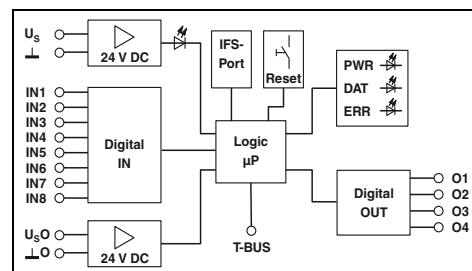 US
⊥
24 V DC
IFS-
Port
Reset
PWR
DAT
ERR
IN1
IN2
IN3
IN4
IN5
IN6
IN7
IN8
Digital
IN
Logic
µP
Digital
OUT
O1
O2
O3
O4
USO
⊥O
24 V DC
T-BUS